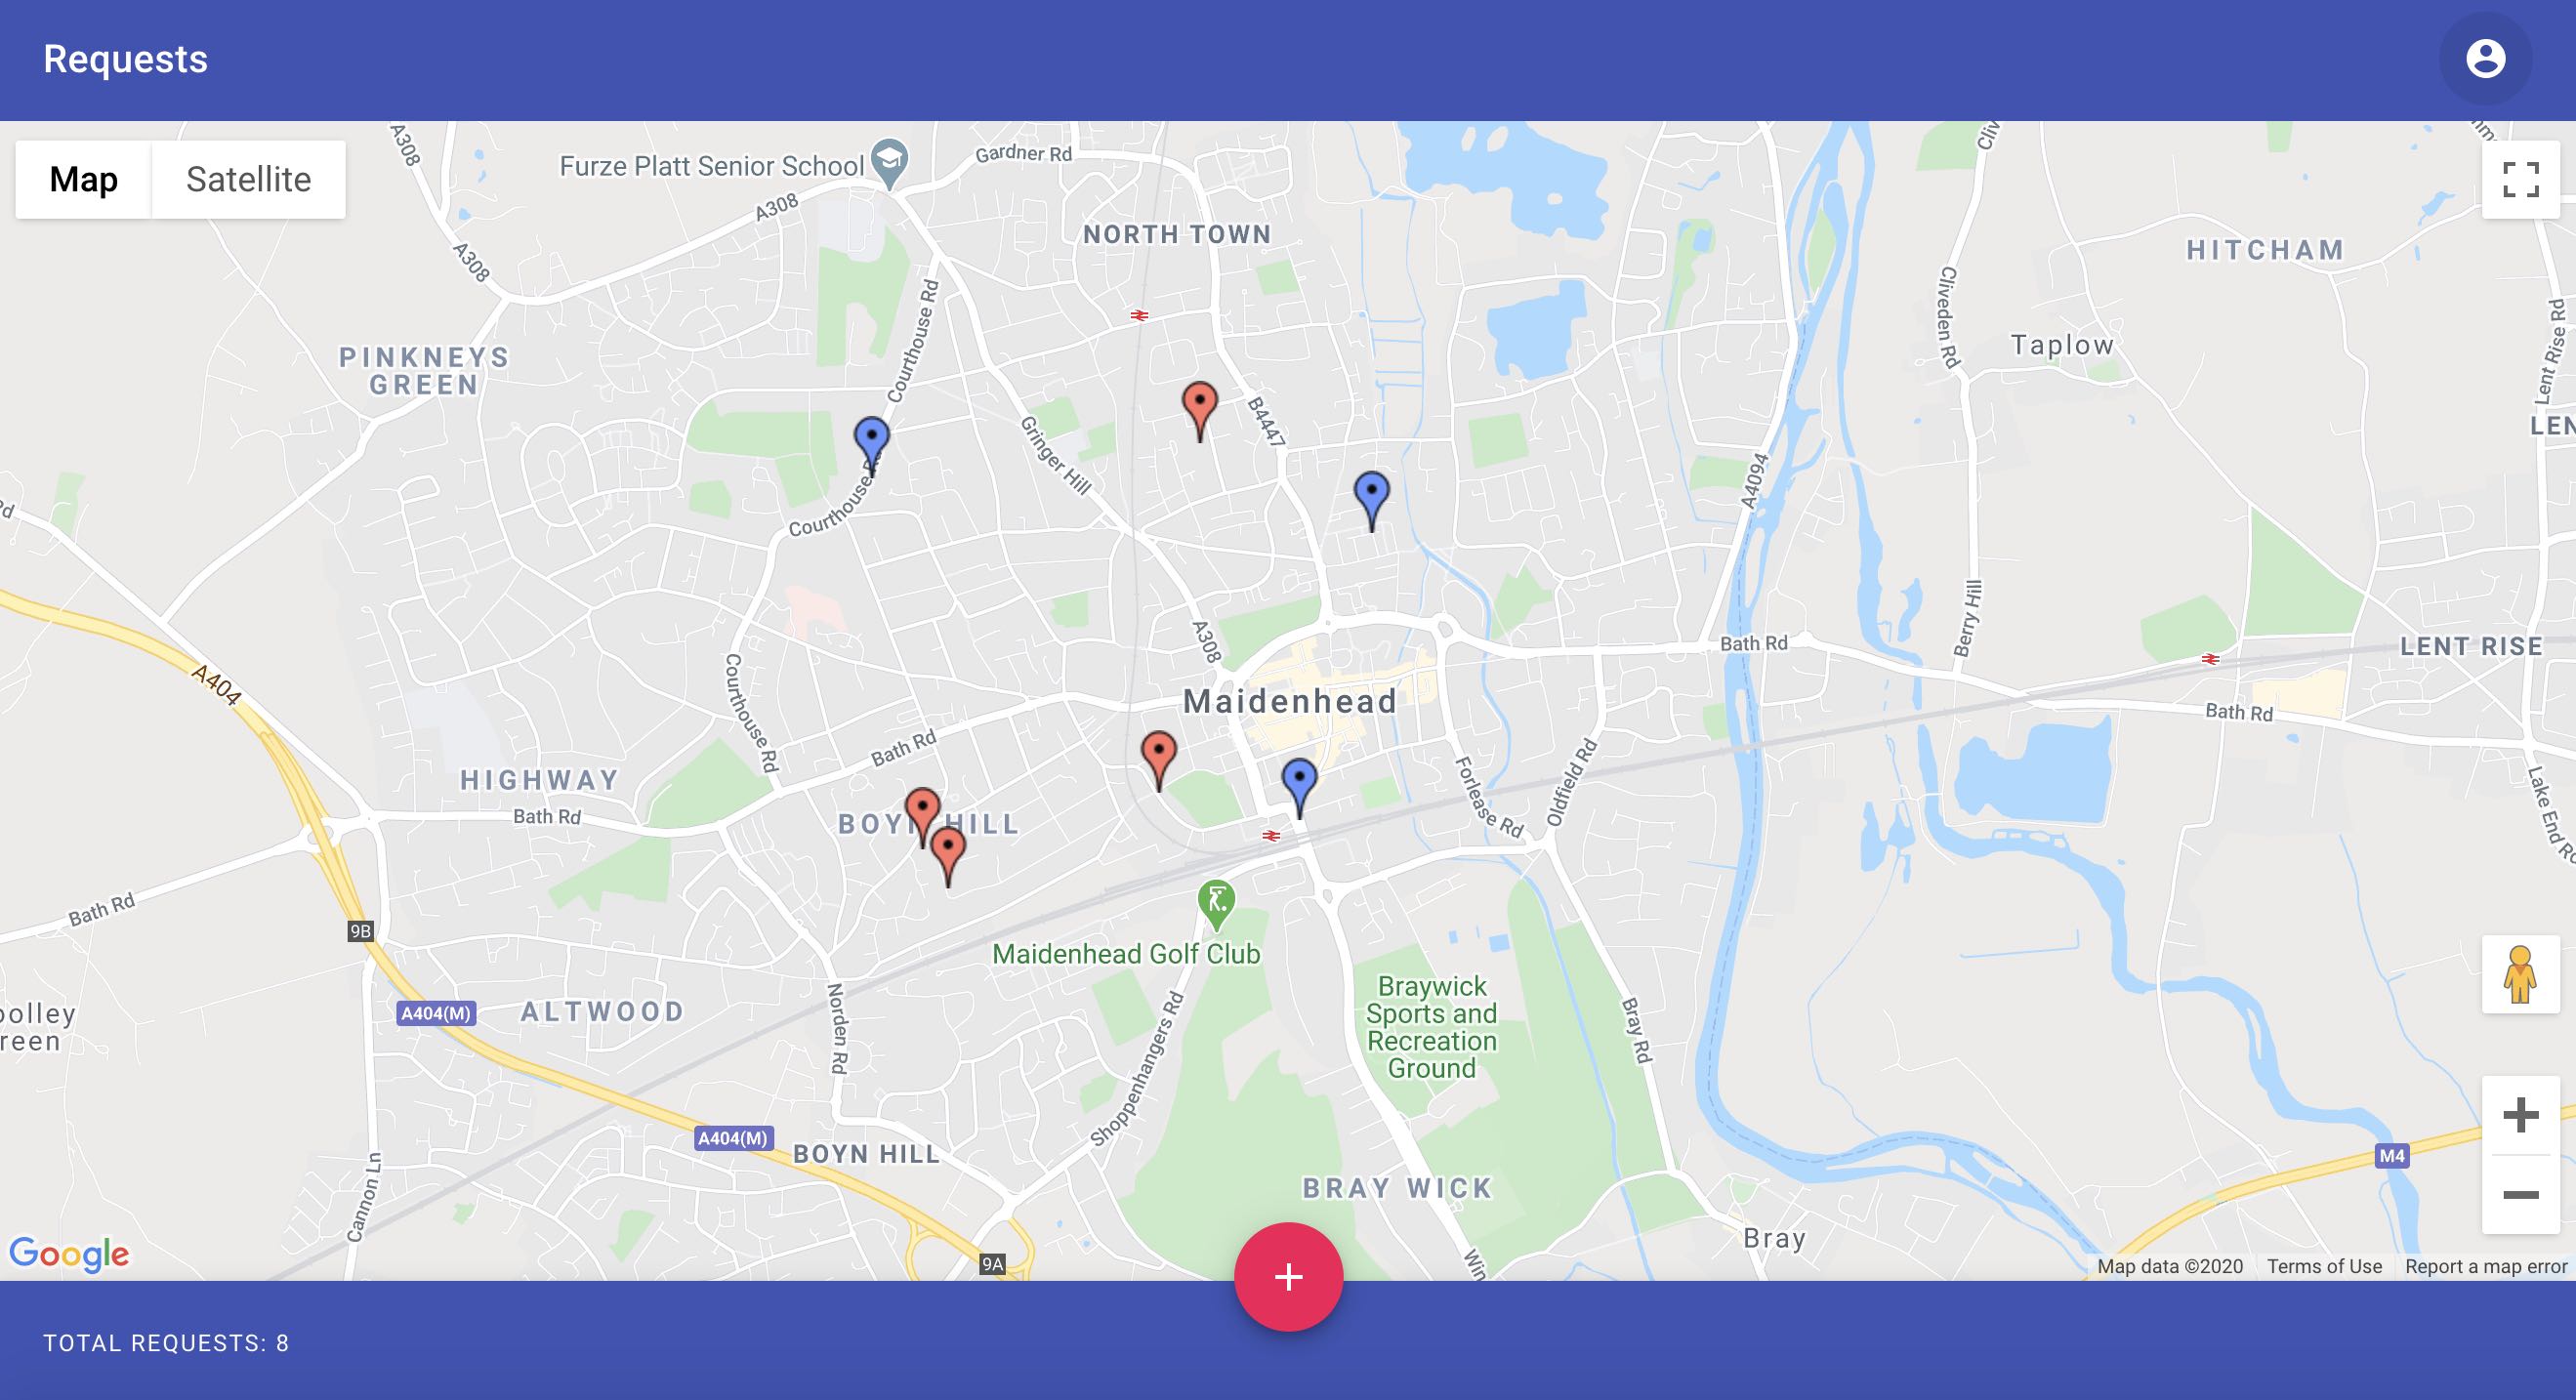 Requests
Map
Satellite
A308
Furze Platt Senior School
Gardner Rd
A308
A308
NORTH TOWN
HITCHAM
Cliveden Rd
Lent Rise Rd
Courthouse Rd
Taplow
PINKNEYS
GREEN
B4447
Gringer Hill
A4094
Courthouse
Berry Hill
A308
Bath Rd
LENT RISE
A404
Courthouse Rd
Maidenhead
Bath Rd
Bath Rd
Oldfield Rd
Forlease Rd
HIGHWAY
Bath Rd
HILL
Lake End Rd
Bath Rd
9B
Maidenhead Golf Club
Braywick
Sports and
Recreation
Ground
A404(M)
ALTWOOD
Norden Rd
Shoppenhangers Rd
Bray Rd
A404(M)
BOYN HILL
M4
BRAY WICK
Cannon Ln
Bray
Google
9A
Map data ©2020
Terms of Use
Report a map error
TOTAL REQUESTS: 8